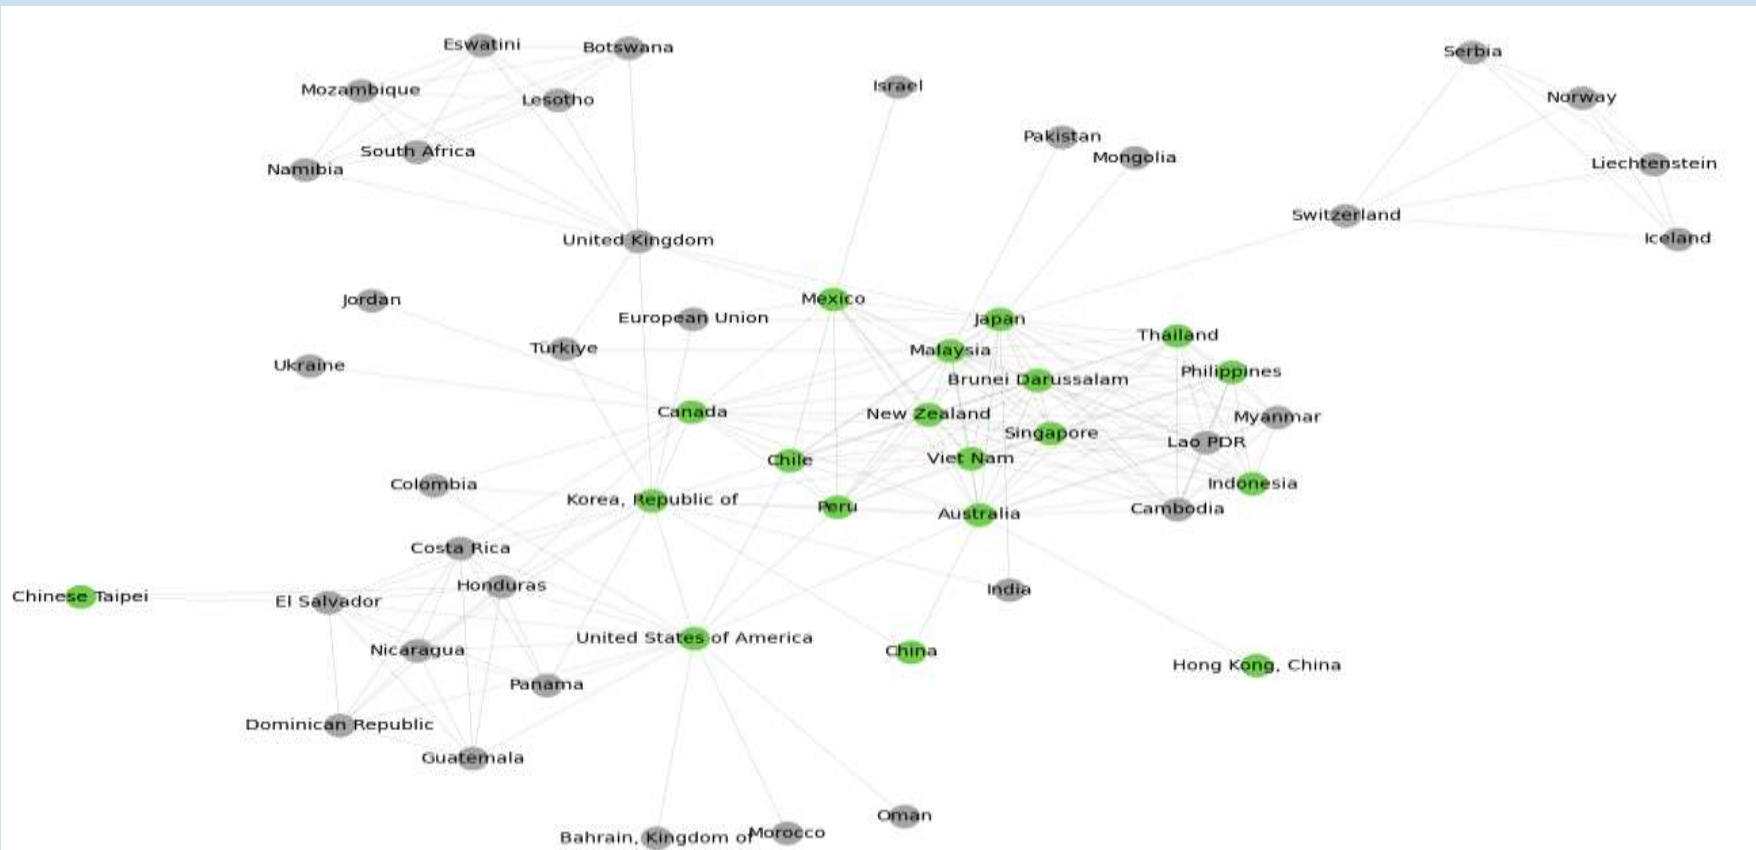 Eswatini
Botswana
Serbia
Israel
Mozambique
Norway
Lesotho
Pakistan
South Africa
Mongolia
Liechtenstein
Namibia
Switzerland
United Kingdom
Iceland
Jordan
Mexico
European Union
Japan
Thailand
Türkiye
Malaysia
Ukraine
Philippines
Brunei Darussalam
Canada
New Zealand
Myanmar
Singapore
Lao PDR
Chile
Viet Nam
Colombia
Indonesia
Korea, Republic of
Peru
Australia
Cambodia
Costa Rica
Honduras
India
Chinese Taipei
El Salvador
United States of America
Nicaragua
China
Hong Kong, China
Panama
Dominican Republic
Guatemala
Oman
Bahrain, Kingdom of
Morocco